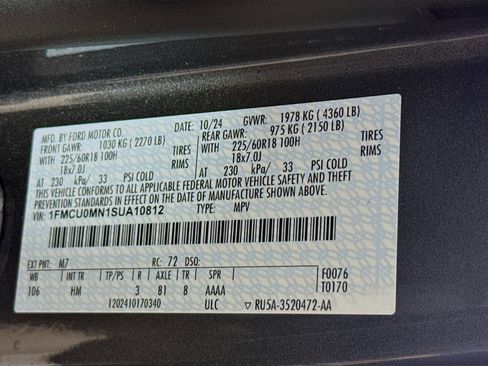 MFD. BY FORD MOTOR CO. 10/24 GVWR: 1978 KG (4360 LB)
FRONT GAWR: 1030 KG (2270 LB) REAR GAWR: 975 KG (2150 LB)
WITH 225/60R18 100H TIRES WITH 225/60R18 100H TIRES
18x7.0J RIMS 18x7.0J RIMS
AT 230 kPa/ 33 PSI COLD AT 230 kPa/ 33 PSI COLD
THIS VEHICLE CONFORMS TO ALL APPLICABLE FEDERAL MOTOR VEHICLE SAFETY AND THEFT
PREVENTION STANDARDS IN EFFECT ON THE DATE OF MANUFACTURE SHOWN ABOVE.
VIN: 1FMCU0MN1SUA10812 TYPE: MPV
EXT PNT: M7 RC: 72 DSO: F0076
WB INT TR TP/PS R AXLE TR SPR T0170
106 HM 3 81 8 AAAA
1202410170340 ULC ▽ RU5A-3520472-AA